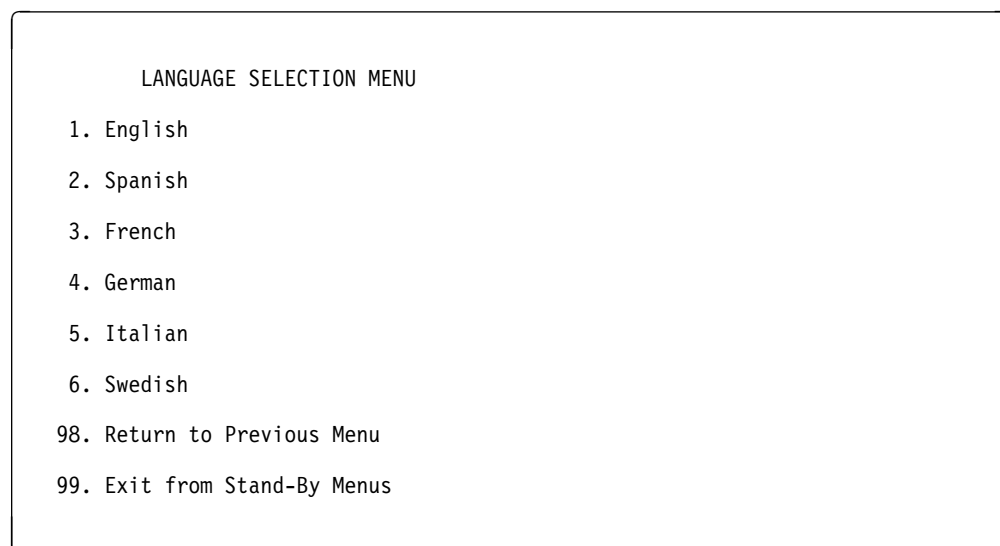 LANGUAGE SELECTION MENU
1. English
2. Spanish
3. French
4. German
5. Italian
6. Swedish
98. Return to Previous Menu
99. Exit from Stand-By Menus